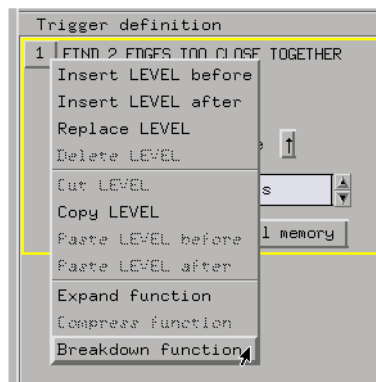 Trigger definition
1 FIND 2 EDGES TOO CLOSE TOGETHER
Insert LEVEL before
Insert LEVEL after
Replace LEVEL
Delete LEVEL
Cut LEVEL
s
Copy LEVEL
Paste LEVEL before
l memory
Paste LEVEL after
Expand function
Compress function
Breakdown function